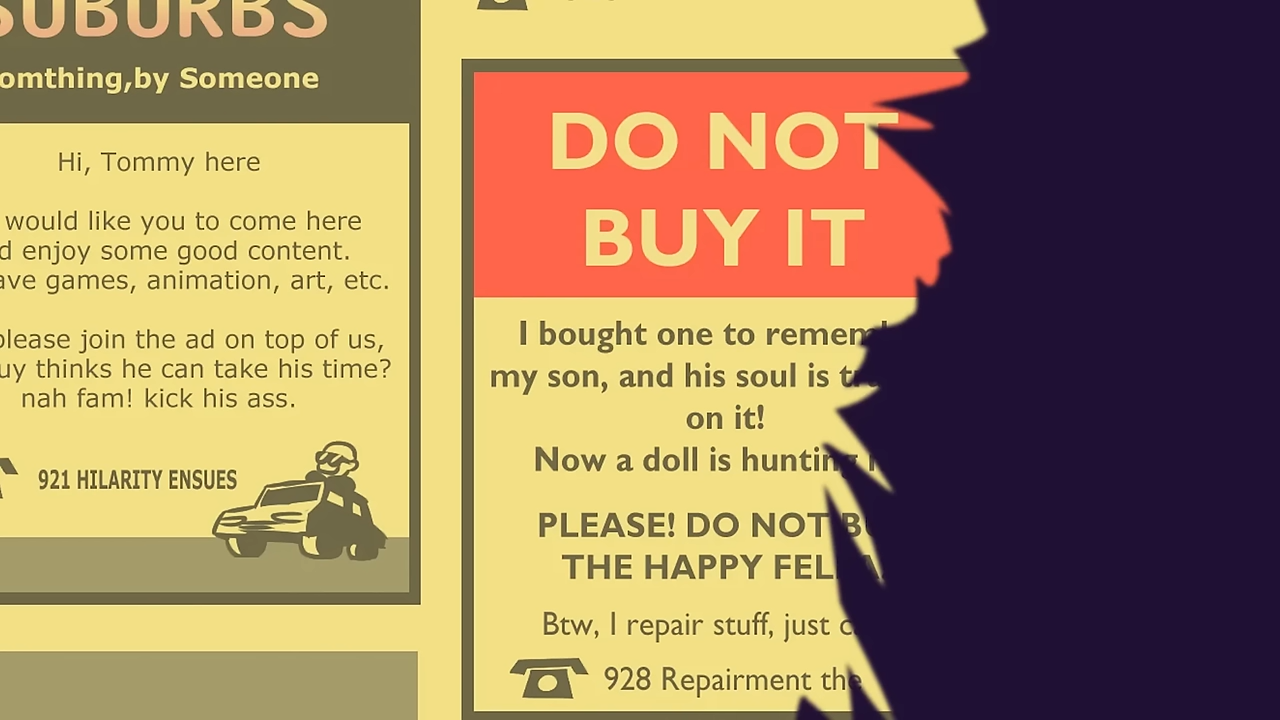 SUBURBS
omthing,by Someone
Hi, Tommy here
would like you to come here
d enjoy some good content.
ave games, animation, art, etc.
please join the ad on top of us,
uy thinks he can take his time?
nah fam! kick his ass.
921 HILARITY ENSUES
DO NOT
BUY IT
I bought one to rememb
my son, and his soul is
on it!
Now a doll is hunting
PLEASE! DO NOT BU
THE HAPPY FEL
Btw, I repair stuff, just c
928 Repairment the